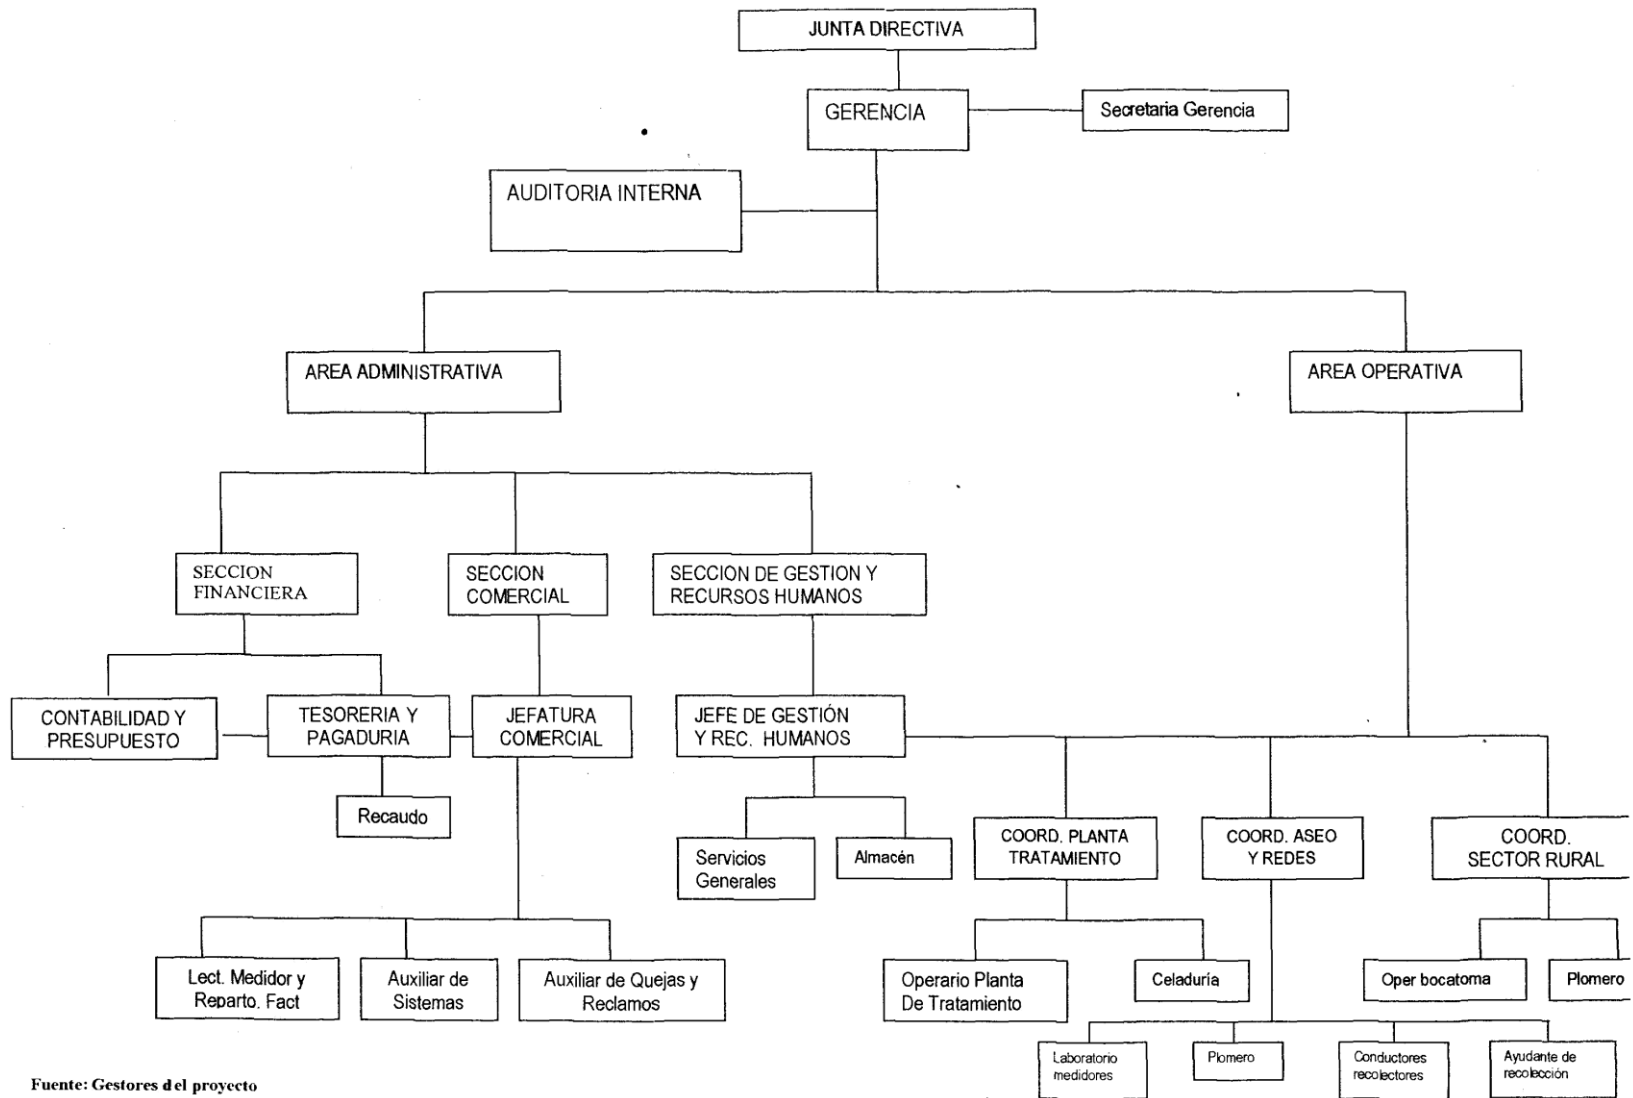 JUNTA DIRECTIVA
GERENCIA
Secretaria Gerencia
AUDITORIA INTERNA
AREA ADMINISTRATIVA
AREA OPERATIVA
SECCION
FINANCIERA
SECCION
COMERCIAL
SECCION DE GESTION Y
RECURSOS HUMANOS
CONTABILIDAD Y
PRESUPUESTO
TESORERIA Y
PAGADURIA
JEFATURA
COMERCIAL
JEFE DE GESTIÓN
Y REC. HUMANOS
Recaudo
Servicios
Generales
Almacén
COORD. PLANTA
TRATAMIENTO
COORD. ASEO
Y REDES
COORD.
SECTOR RURAL
Lect. Medidor y
Reparto. Fact
Auxiliar de
Sistemas
Auxiliar de Quejas y
Reclamos
Operario Planta
De Tratamiento
Celaduría
Oper bocatoma
Plomero
Laboratorio
medidores
Plomero
Conductores
recolectores
Ayudante de
recolección
Fuente: Gestores del proyecto